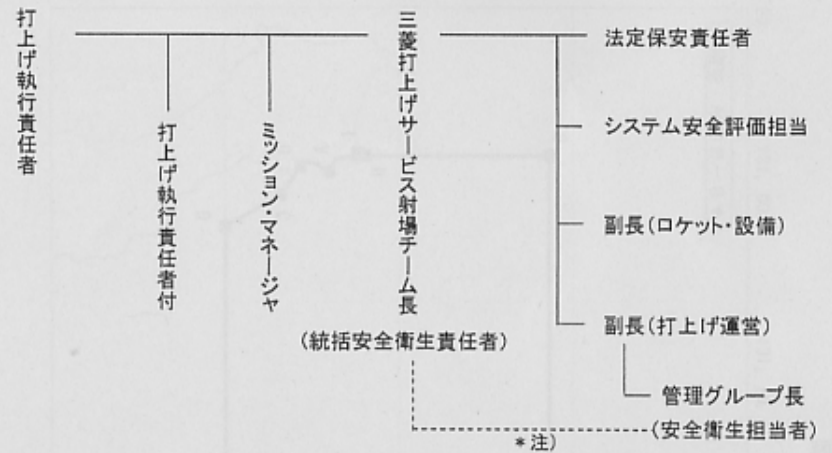 打上げ執行責任者
打上げ執行責任者付
ミッション・マネージャ
三菱打上げサービス射場チーム長
(統括安全衛生責任者)
法定保安責任者
システム安全評価担当
副長(ロケット・設備)
副長(打上げ運営)
管理グループ長
(安全衛生担当者)
*注)